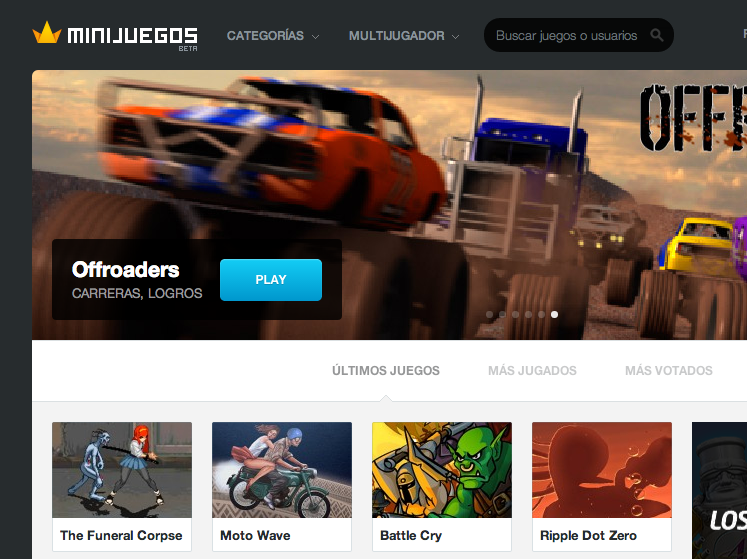 MINIJUEGOS
BETA
CATEGORÍAS
MULTIJUGADOR
Buscar juegos o usuarios
Offroaders
CARRERAS, LOGROS
PLAY
ÚLTIMOS JUEGOS
MÁS JUGADOS
MÁS VOTADOS
The Funeral Corpse
Moto Wave
Battle Cry
Ripple Dot Zero
LOS